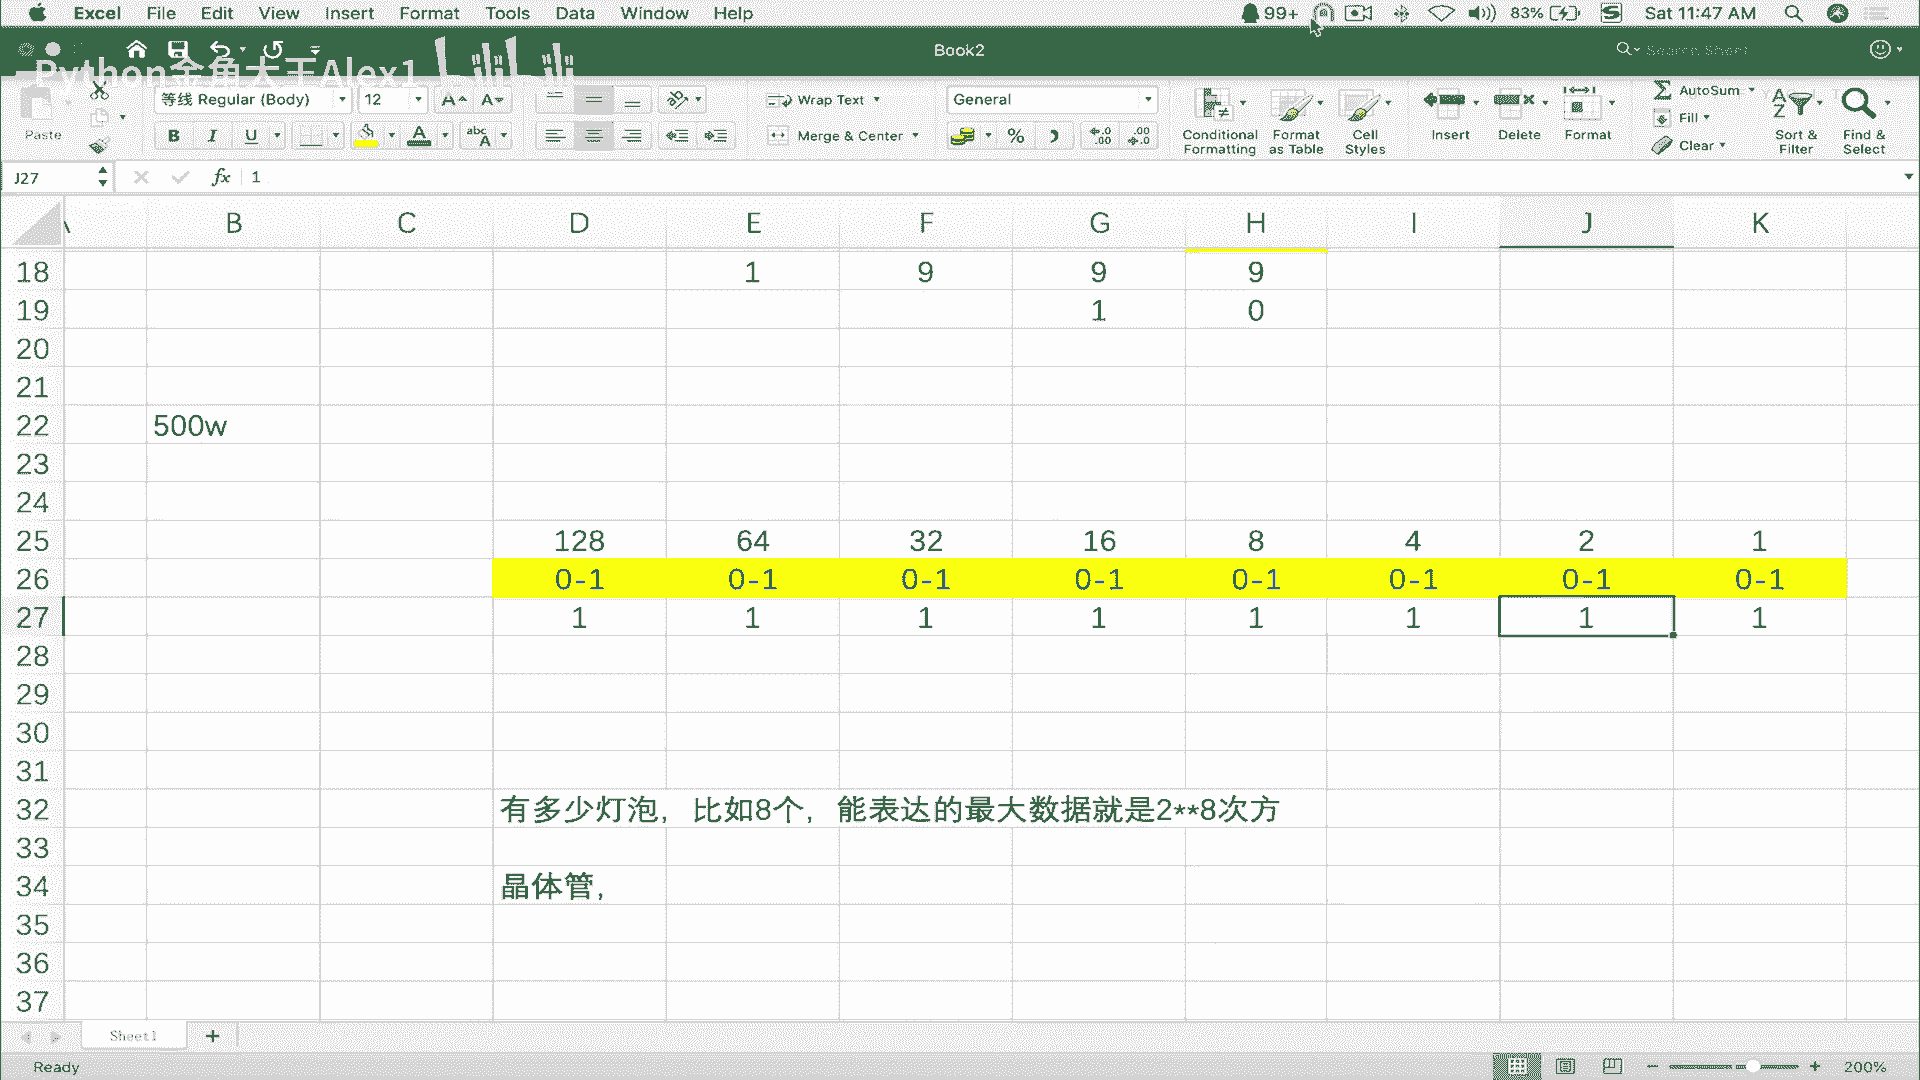 Excel File Edit View Insert Format Tools Data Window Help 99+ 83% Sat 11:47 AM
Book2
Search Sheet
Python金角大王Alex1 bilibili
Paste
等线 Regular (Body) 12 A A
Wrap Text
General
B I U A abc A
Merge & Center
% .0 .00 .00 .0
Conditional Formatting
Format as Table
Cell Styles
Insert
Delete
Format
AutoSum
Fill
Clear
Sort & Filter
Find & Select
J27 fx 1
A B C D E F G H I J K
18 1 9 9 9
19 1 0
20
21
22 500w
23
24
25 128 64 32 16 8 4 2 1
26 0-1 0-1 0-1 0-1 0-1 0-1 0-1 0-1
27 1 1 1 1 1 1 1 1
28
29
30
31
32 有多少灯泡，比如8个，能表达的最大数据就是2**8次方
33
34 晶体管，
35
36
37
Sheet1 +
Ready 200%